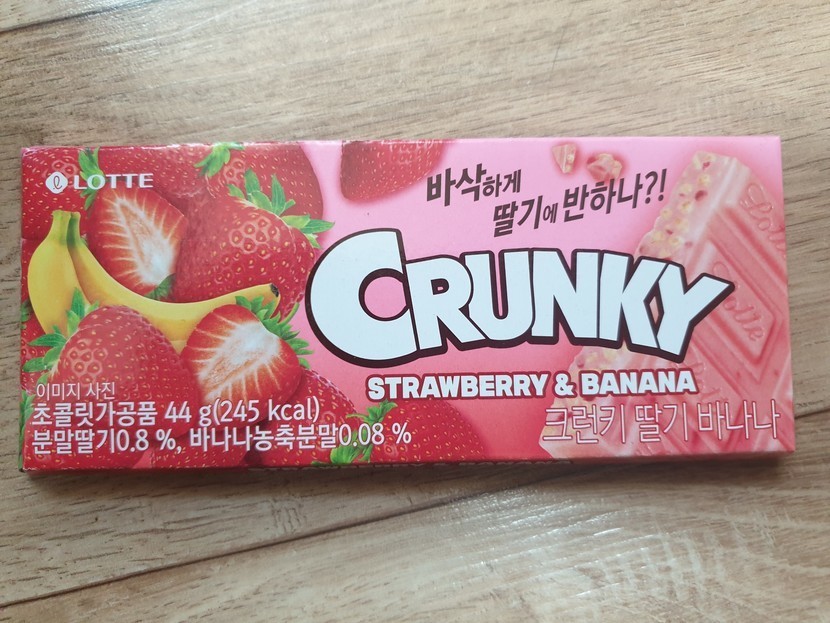 LOTTE
바삭하게
딸기에 반하나?!
CRUNKY
STRAWBERRY & BANANA
그런키 딸기 바나나
이미지 사진
초콜릿가공품 44 g(245 kcal)
분말딸기0.8 %, 바나나농축분말0.08 %
Lotte